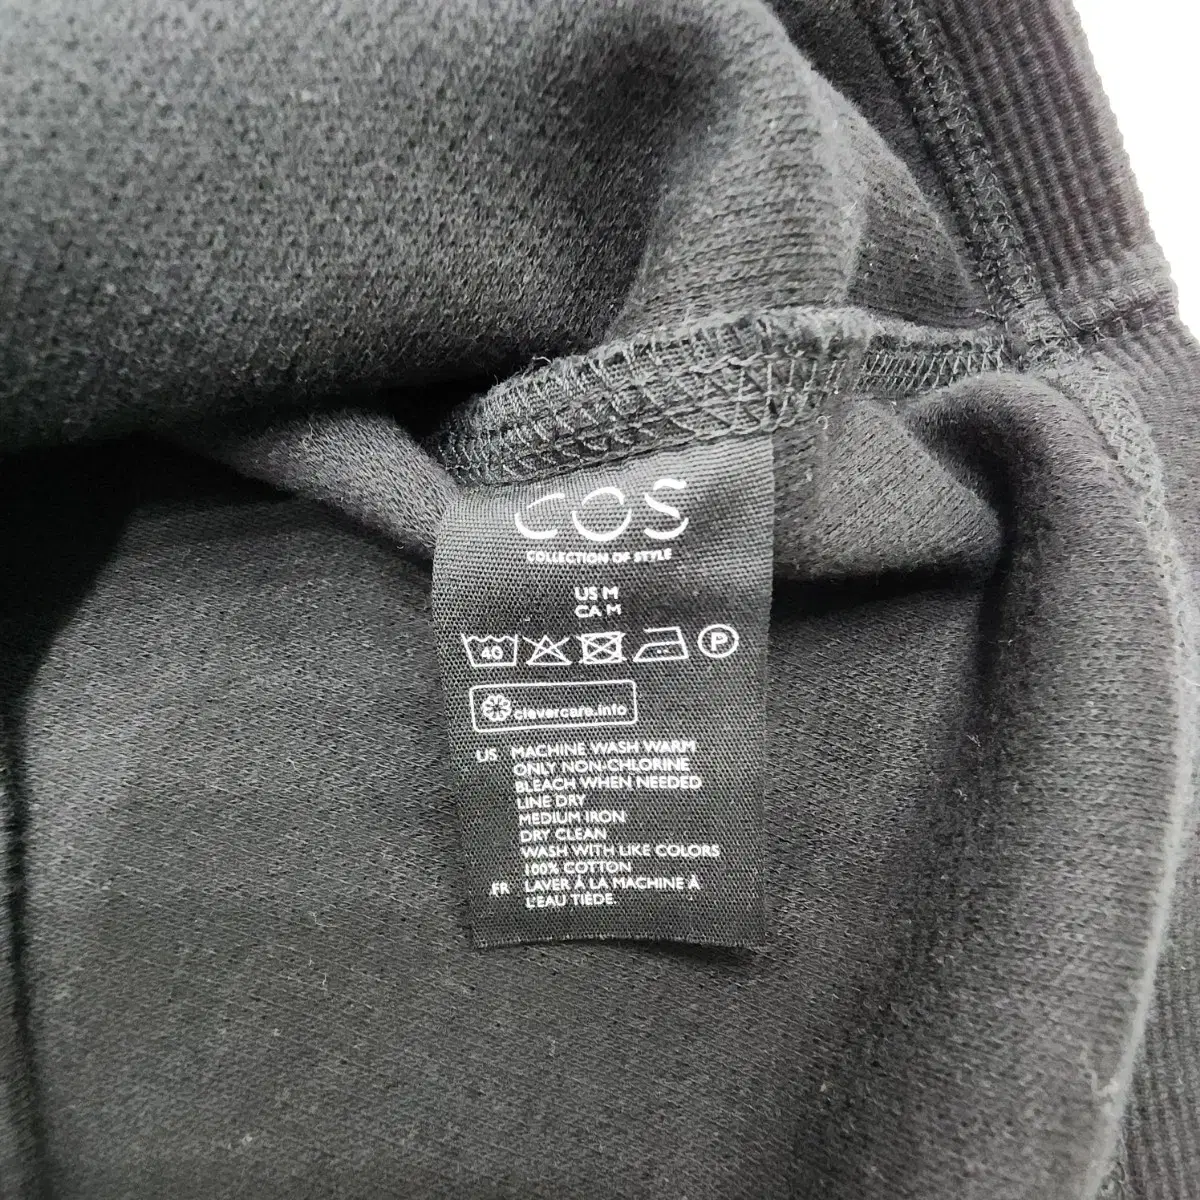 COS
COLLECTION OF STYLE
US M
CA M
40 P
clevercare.info
US MACHINE WASH WARM
ONLY NON-CHLORINE
BLEACH WHEN NEEDED
LINE DRY
MEDIUM IRON
DRY CLEAN
WASH WITH LIKE COLORS
100% COTTON
FR LAVER À LA MACHINE À
L'EAU TIÈDE.